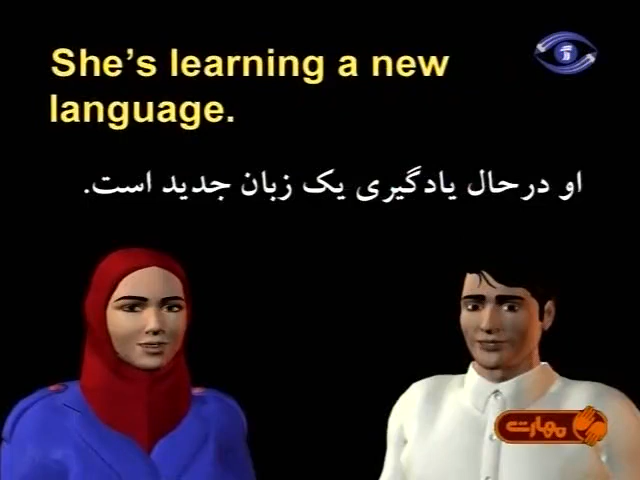 She's learning a new
language.
او درحال یادگیری یک زبان جدید است.
مهارت